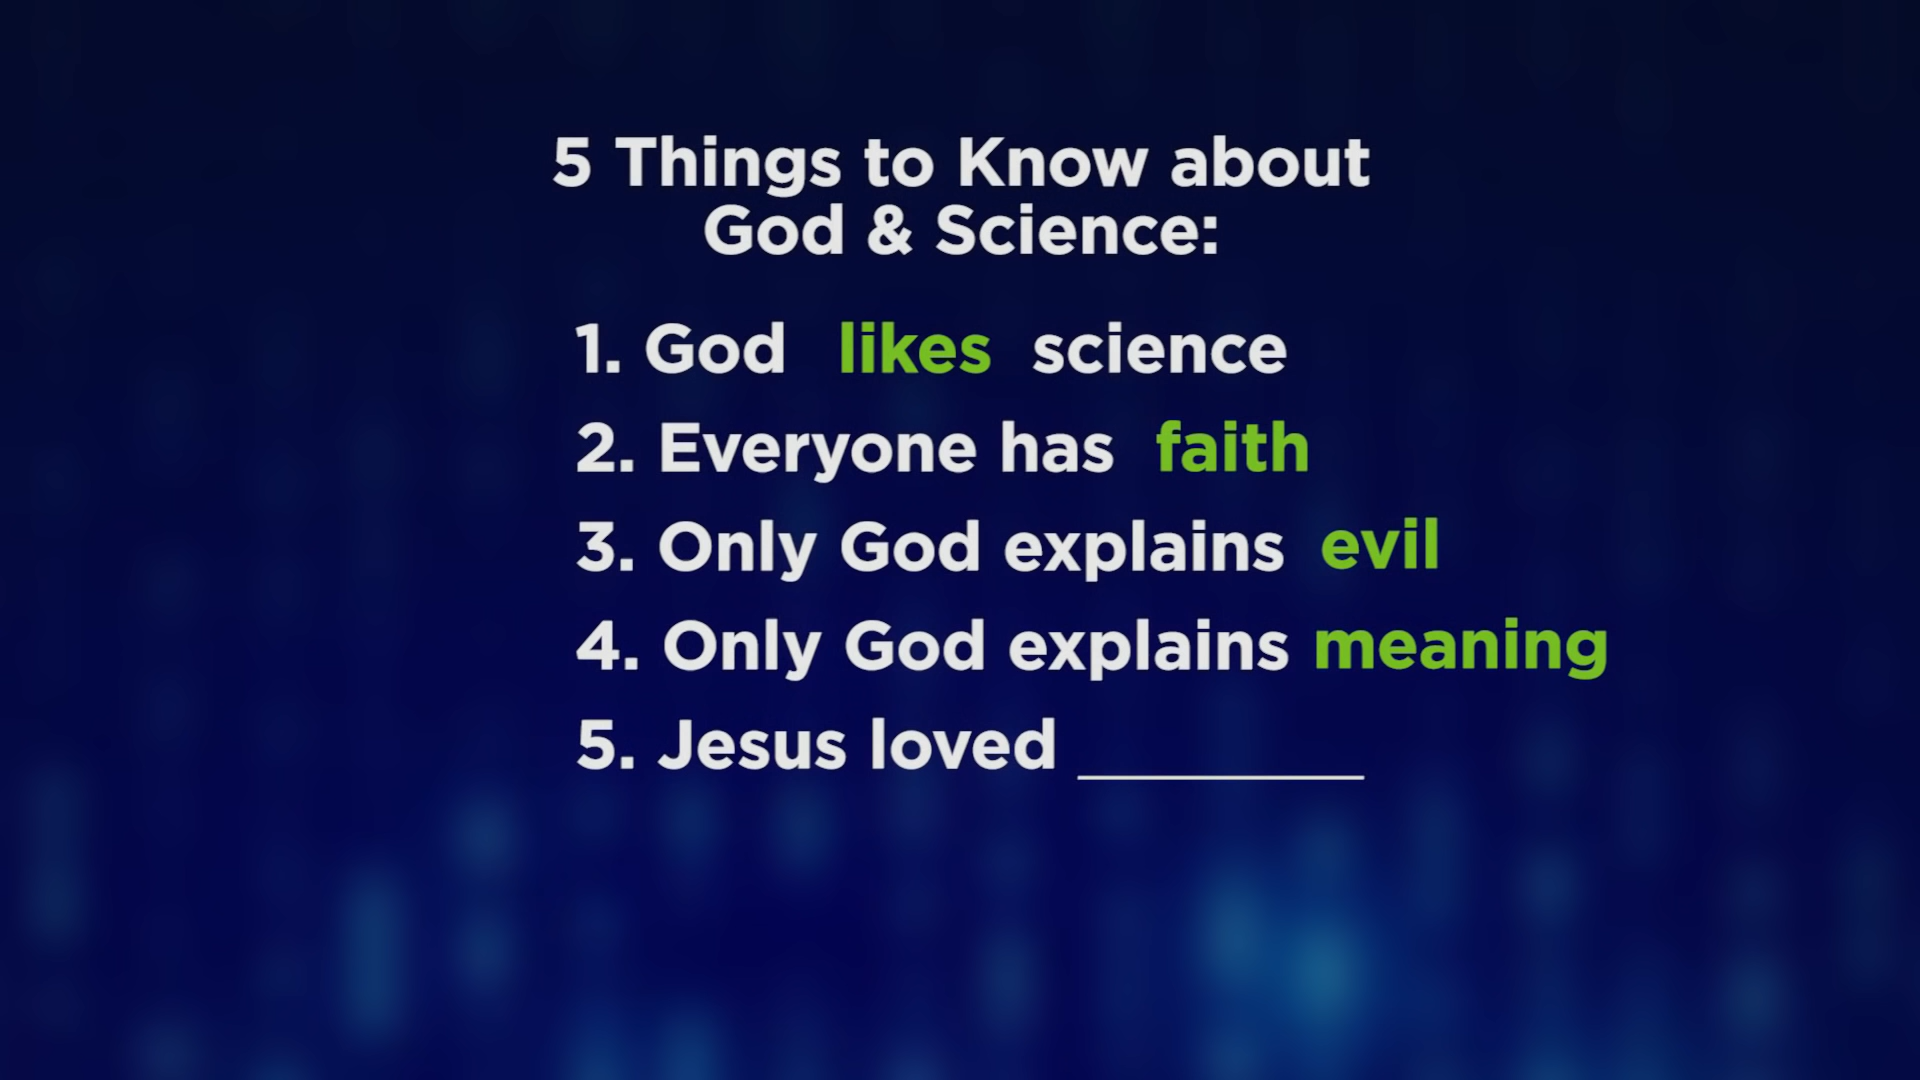 5 Things to Know about
God & Science:
1. God likes science
2. Everyone has faith
3. Only God explains evil
4. Only God explains meaning
5. Jesus loved ________